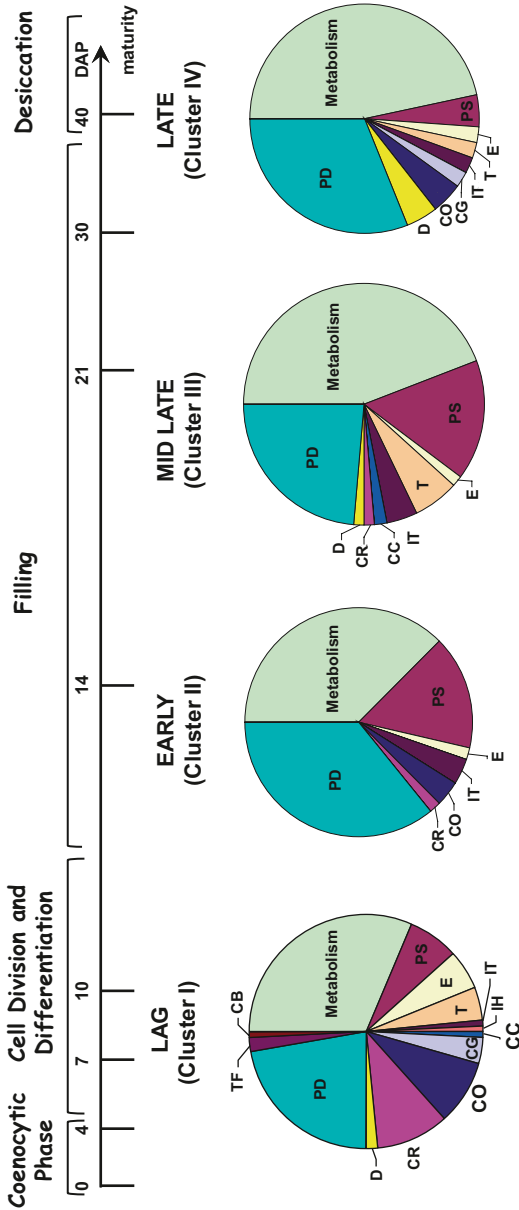 Coenocytic
Phase
Cell Division and
Differentiation
Filling
Desiccation
0
4
7
10
14
21
30
40
DAP
maturity
LAG
(Cluster I)
EARLY
(Cluster II)
MID LATE
(Cluster III)
LATE
(Cluster IV)
TF
CB
PD
Metabolism
D
CR
CO
CG
CC
IH
IT
T
E
PS
PD
Metabolism
CR
CO
IT
E
PS
PD
Metabolism
D
CR
CC
IT
T
E
PS
PD
Metabolism
D
CO
CG
IT
T
E
PS